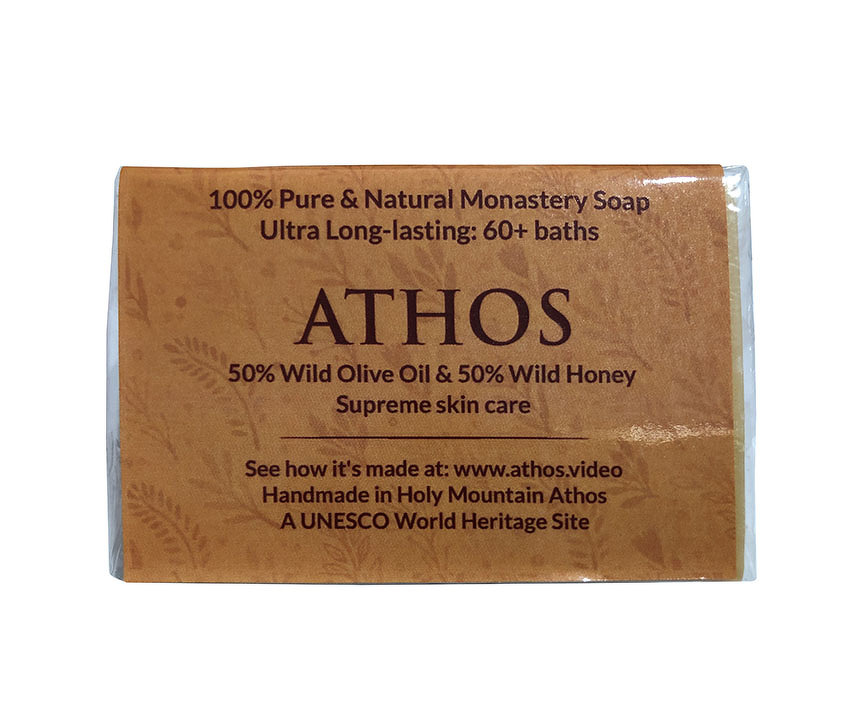 100% Pure & Natural Monastery Soap
Ultra Long-lasting: 60+ baths
ATHOS
50% Wild Olive Oil & 50% Wild Honey
Supreme skin care
See how it's made at: www.athos.video
Handmade in Holy Mountain Athos
A UNESCO World Heritage Site